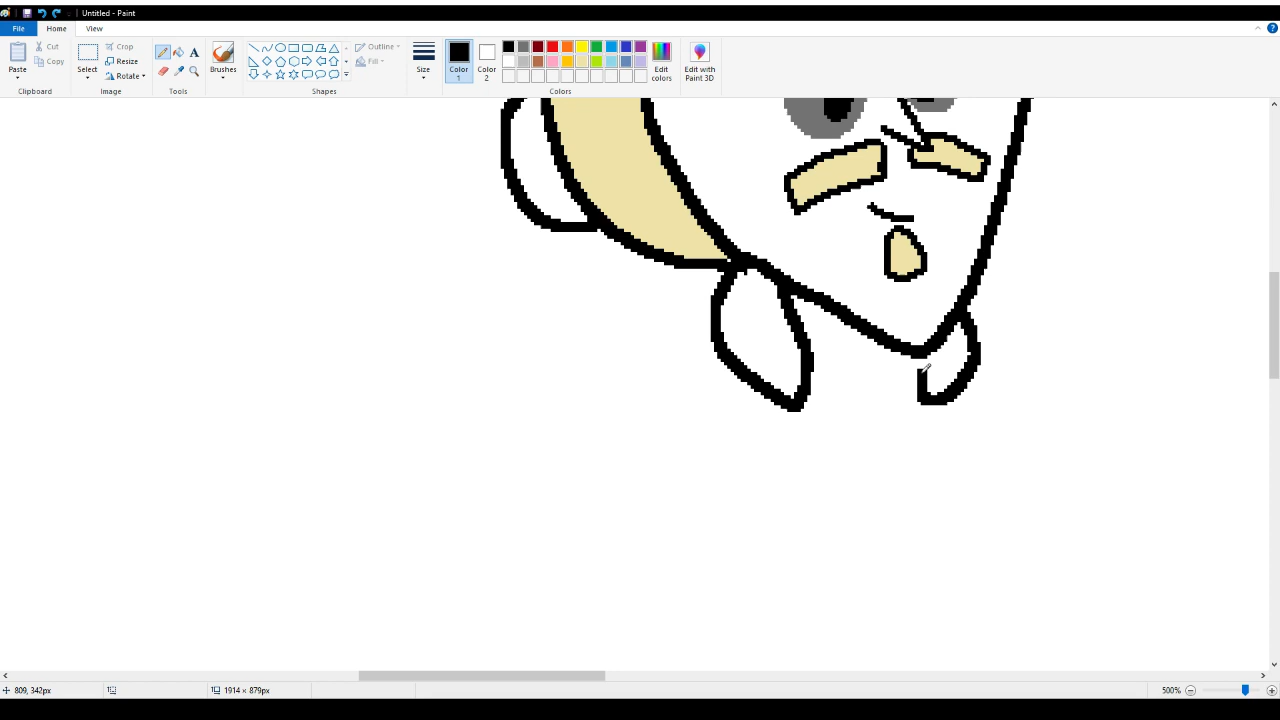 Untitled - Paint
File Home View
Paste
Cut
Copy
Clipboard
Select
Crop
Resize
Rotate
Image
A
Tools
Brushes
Outline
Fill
Shapes
Size
Color 1
Color 2
Edit colors
Colors
Edit with Paint 3D
809, 342px
1914 × 879px
500%